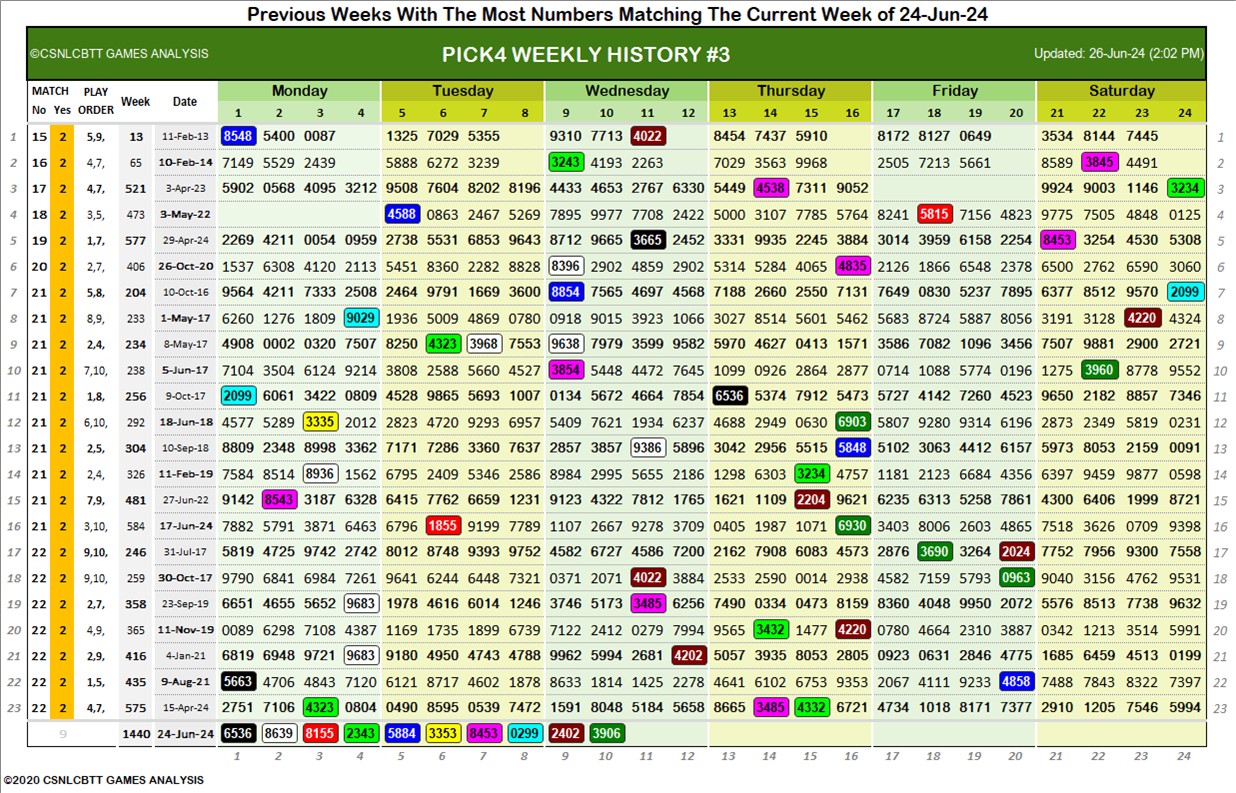 Previous Weeks With The Most Numbers Matching The Current Week of 24-Jun-24
©CSNLCBTT GAMES ANALYSIS PICK4 WEEKLY HISTORY #3 Updated: 26-Jun-24 (2:02 PM)
MATCH PLAY Week Date Monday Tuesday Wednesday Thursday Friday Saturday
No Yes ORDER 1 2 3 4 5 6 7 8 9 10 11 12 13 14 15 16 17 18 19 20 21 22 23 24
1 15 2 5,9, 13 11-Feb-13 8548 5400 0087 1325 7029 5355 9310 7713 4022 8454 7437 5910 8172 8127 0649 3534 8144 7445 1
2 16 2 4,7, 65 10-Feb-14 7149 5529 2439 5888 6272 3239 3243 4193 2263 7029 3563 9968 2505 7213 5661 8589 3845 4491 2
3 17 2 4,7, 521 3-Apr-23 5902 0568 4095 3212 9508 7604 8202 8196 4433 4653 2767 6330 5449 4538 7311 9052 9924 9003 1146 3234 3
4 18 2 3,5, 473 3-May-22 4588 0863 2467 5269 7895 9977 7708 2422 5000 3107 7785 5764 8241 5815 7156 4823 9775 7505 4848 0125 4
5 19 2 1,7, 577 29-Apr-24 2269 4211 0054 0953 2738 5531 6853 9643 8712 9665 3665 2452 3331 9935 2245 3884 3014 3959 6158 2254 8453 3254 4530 5308 5
6 20 2 2,7, 406 26-Oct-20 1537 6308 4120 2113 5451 8360 2282 8828 8396 2902 4859 2902 5314 5284 4065 4835 2126 1866 6548 2378 6500 2762 6590 3060 6
7 21 2 5,8, 204 10-Oct-16 9564 4211 7333 2508 2464 9791 1669 3600 8854 7565 4697 4568 7188 2660 2550 7131 7649 0830 5237 8795 6377 8512 9570 2099 7
8 21 2 8,9, 233 1-May-17 6260 1276 1809 9029 1936 5009 4869 0780 0918 9015 3923 1066 3027 8514 5601 5462 5683 8724 5887 8056 3191 3128 4220 4324 8
9 21 2 2,4, 234 8-May-17 4908 0002 0320 7507 8250 4323 3968 7553 9638 7979 3599 9582 5970 4627 0413 1571 3586 7082 1096 3456 7507 9881 2900 2721 9
10 21 2 7,10, 238 5-Jun-17 7104 3504 6124 9214 3808 2588 5660 4527 3854 5448 4472 7645 1099 0926 2864 2877 0714 1088 5774 0196 1275 3960 8778 9552 10
11 21 2 1,8, 256 9-Oct-17 2099 6061 3422 0809 4528 9865 5693 1007 0134 5672 4664 7854 6536 5374 7912 5473 5727 4142 7260 4523 9650 2182 8857 7346 11
12 21 2 6,10, 292 18-Jun-18 4577 5289 3335 2012 2823 4720 9293 6957 5409 7621 1934 6237 4688 2949 0630 6903 5807 9280 9314 6196 2873 2349 5819 0231 12
13 21 2 2,5, 304 10-Sep-18 8809 2348 8998 3362 7171 7286 3360 7637 2857 3857 9386 5896 3042 2956 5515 5848 5102 3063 4412 6157 5973 8053 2159 0091 13
14 21 2 2,4, 326 11-Feb-19 7584 8514 8936 1562 6795 2409 5346 2586 8984 2995 5655 2186 1298 6303 3234 4757 1181 2123 6684 4356 6397 9459 9877 0598 14
15 21 2 7,9, 481 27-Jun-22 9142 8543 3187 6328 6415 7762 6659 1231 9123 4322 7812 1765 1621 1109 2204 9621 6235 6313 5263 7861 4300 6406 1999 8721 15
16 21 2 3,10, 584 17-Jun-24 7882 5791 3871 6463 6796 1855 9199 7789 1107 2667 9278 3709 0405 1987 1071 6930 3403 8006 2603 4865 7518 3626 0709 9398 16
17 22 2 9,10, 246 31-Jul-17 5819 4725 9742 2742 8012 8748 9393 9752 4582 6727 4586 7200 2162 7908 6083 4573 2876 3690 3264 2024 7752 7956 9300 7558 17
18 22 2 9,10, 259 30-Oct-17 9790 6841 6984 7261 9641 6244 6448 7321 0371 2071 4022 3884 2533 2590 0014 2938 4582 7159 5793 0963 9040 3156 4762 9531 18
19 22 2 2,7, 358 23-Sep-19 6651 4655 5652 9683 1978 4616 6014 1246 3746 5173 3485 6256 7490 0334 0473 8159 8360 4048 9950 2072 5576 8513 7738 9632 19
20 22 2 4,9, 365 11-Nov-19 0089 6298 7108 4387 1169 1735 1899 6739 7122 2412 0279 7994 9565 3432 1477 4220 0780 4664 2310 3887 0342 1213 3514 5991 20
21 22 2 2,9, 416 4-Jan-21 6819 6948 9721 9683 9180 4950 4743 4788 9962 5994 2681 4202 5057 3935 8053 2805 0923 0631 2846 4775 1685 6459 4513 0199 21
22 22 2 1,5, 435 9-Aug-21 5663 4706 4843 7120 6121 8717 4602 1878 8633 1814 1425 2278 4641 6102 6753 9353 2067 4111 9233 4858 7488 7843 8322 7397 22
23 22 2 4,7, 575 15-Apr-24 2751 7106 4323 0804 0490 8595 0539 7472 1591 8048 5184 5658 8665 3485 4332 6721 4734 1018 8171 7377 2910 1205 7546 5994 23
9 1440 24-Jun-24 6536 8639 8155 2343 5884 3353 8453 0299 2402 3906
1 2 3 4 5 6 7 8 9 10 11 12 13 14 15 16 17 18 19 20 21 22 23 24
©2020 CSNLCBTT GAMES ANALYSIS